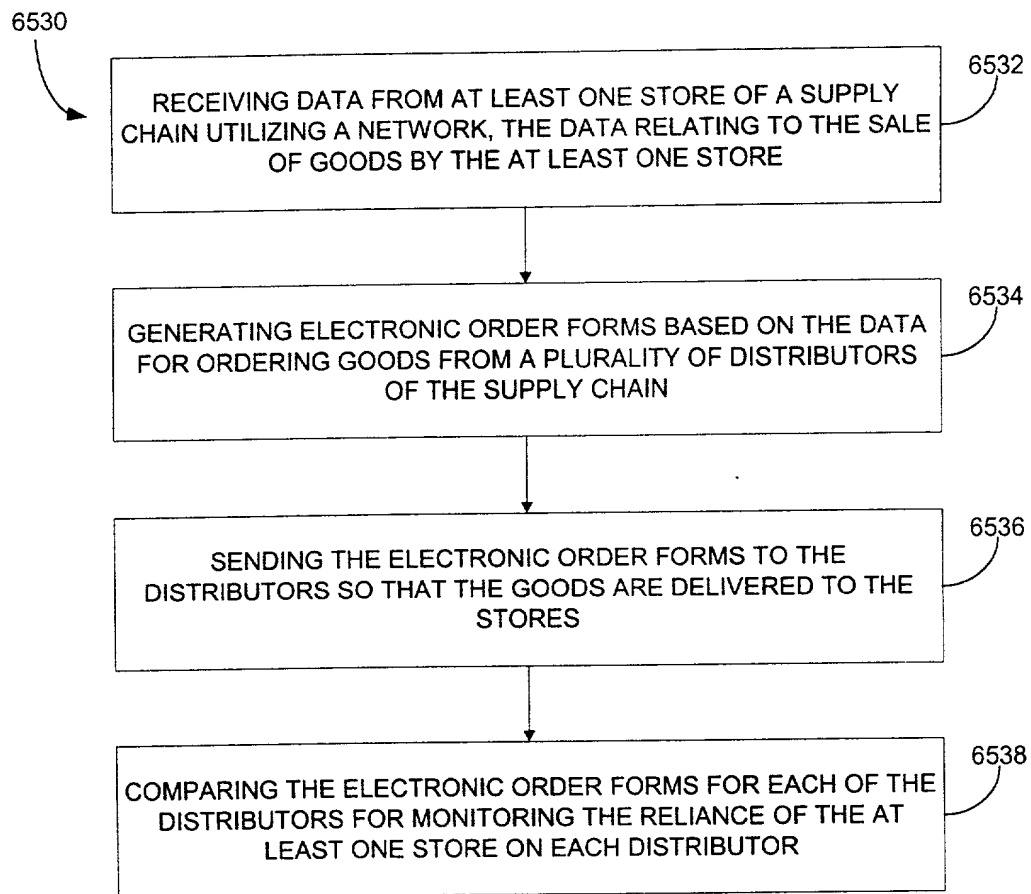 6530
6532
RECEIVING DATA FROM AT LEAST ONE STORE OF A SUPPLY
CHAIN UTILIZING A NETWORK, THE DATA RELATING TO THE SALE
OF GOODS BY THE AT LEAST ONE STORE
6534
GENERATING ELECTRONIC ORDER FORMS BASED ON THE DATA
FOR ORDERING GOODS FROM A PLURALITY OF DISTRIBUTORS
OF THE SUPPLY CHAIN
6536
SENDING THE ELECTRONIC ORDER FORMS TO THE
DISTRIBUTORS SO THAT THE GOODS ARE DELIVERED TO THE
STORES
6538
COMPARING THE ELECTRONIC ORDER FORMS FOR EACH OF THE
DISTRIBUTORS FOR MONITORING THE RELIANCE OF THE AT
LEAST ONE STORE ON EACH DISTRIBUTOR